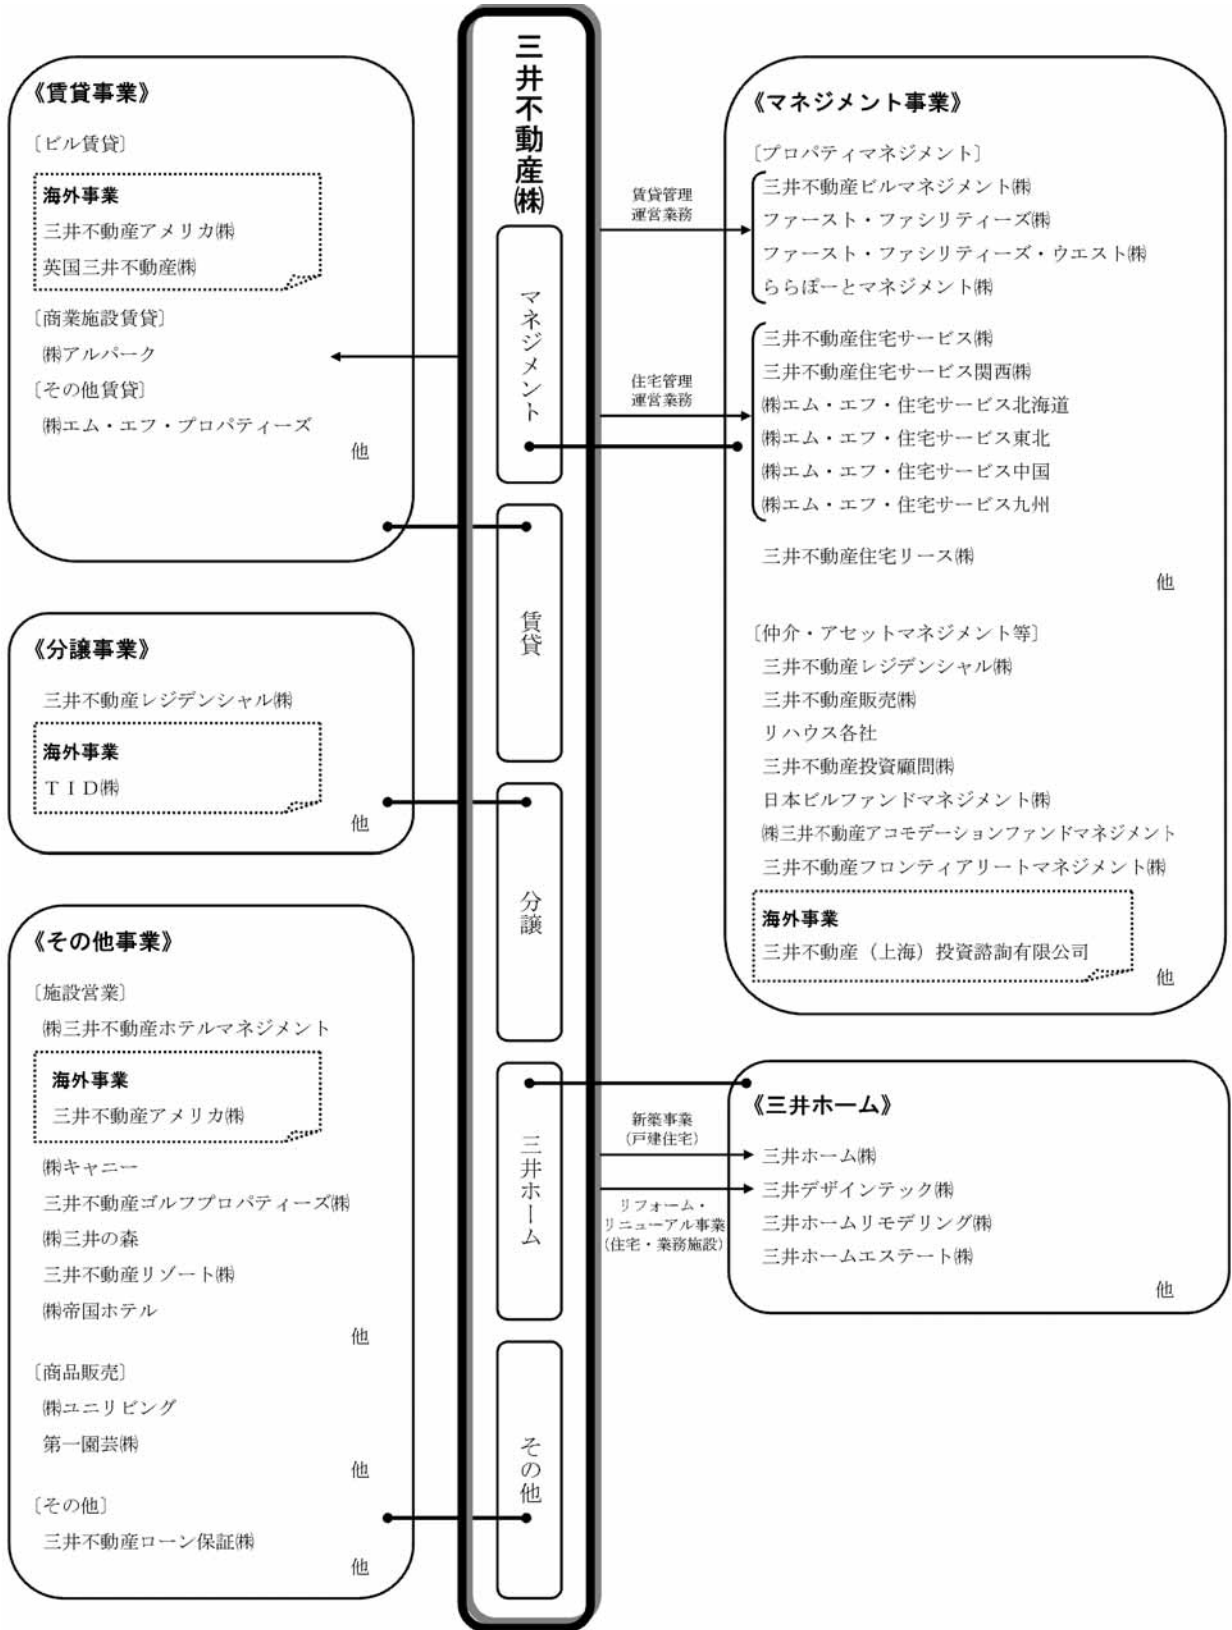 三井不動産㈱
マネジメント
賃貸
分譲
三井ホーム
その他
《賃貸事業》
〔ビル賃貸〕
海外事業
三井不動産アメリカ㈱
英国三井不動産㈱
〔商業施設賃貸〕
㈱アルパーク
〔その他賃貸〕
㈱エム・エフ・プロパティーズ
他
《分譲事業》
三井不動産レジデンシャル㈱
海外事業
ＴＩＤ㈱
他
《その他事業》
〔施設営業〕
㈱三井不動産ホテルマネジメント
海外事業
三井不動産アメリカ㈱
㈱キャニー
三井不動産ゴルフプロパティーズ㈱
㈱三井の森
三井不動産リゾート㈱
㈱帝国ホテル
他
〔商品販売〕
㈱ユニリビング
第一園芸㈱
他
〔その他〕
三井不動産ローン保証㈱
他
賃貸管理
運営業務
住宅管理
運営業務
《マネジメント事業》
〔プロパティマネジメント〕
三井不動産ビルマネジメント㈱
ファースト・ファシリティーズ㈱
ファースト・ファシリティーズ・ウエスト㈱
ららぽーとマネジメント㈱
三井不動産住宅サービス㈱
三井不動産住宅サービス関西㈱
㈱エム・エフ・住宅サービス北海道
㈱エム・エフ・住宅サービス東北
㈱エム・エフ・住宅サービス中国
㈱エム・エフ・住宅サービス九州
三井不動産住宅リース㈱
他
〔仲介・アセットマネジメント等〕
三井不動産レジデンシャル㈱
三井不動産販売㈱
リハウス各社
三井不動産投資顧問㈱
日本ビルファンドマネジメント㈱
㈱三井不動産アコモデーションファンドマネジメント
三井不動産フロンティアリートマネジメント㈱
海外事業
三井不動産（上海）投資諮詢有限公司
他
新築事業
(戸建住宅)
リフォーム・
リニューアル事業
(住宅・業務施設)
《三井ホーム》
三井ホーム㈱
三井デザインテック㈱
三井ホームリモデリング㈱
三井ホームエステート㈱
他